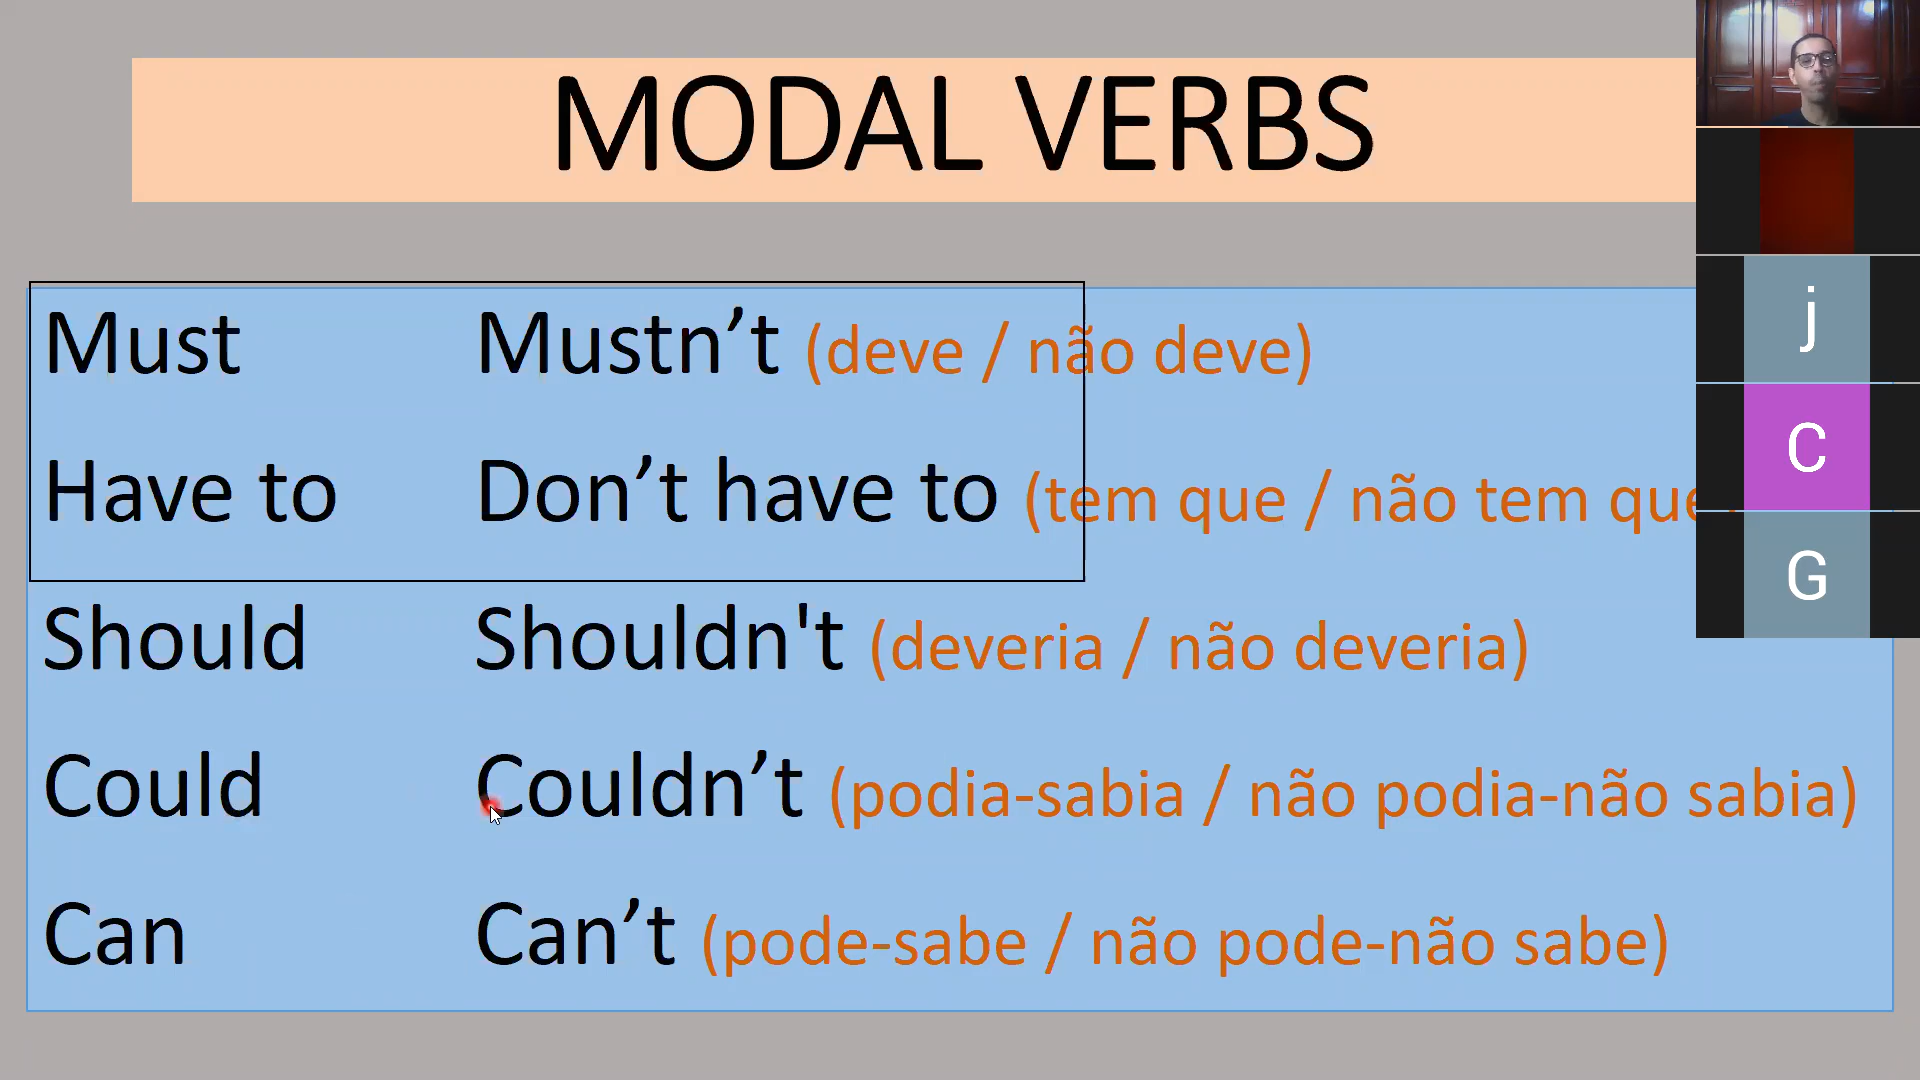 MODAL VERBS
Must Mustn’t (deve / não deve)
Have to Don’t have to (tem que / não tem que
Should Shouldn't (deveria / não deveria)
Could Couldn’t (podia-sabia / não podia-não sabia)
Can Can’t (pode-sabe / não pode-não sabe)
j
C
G